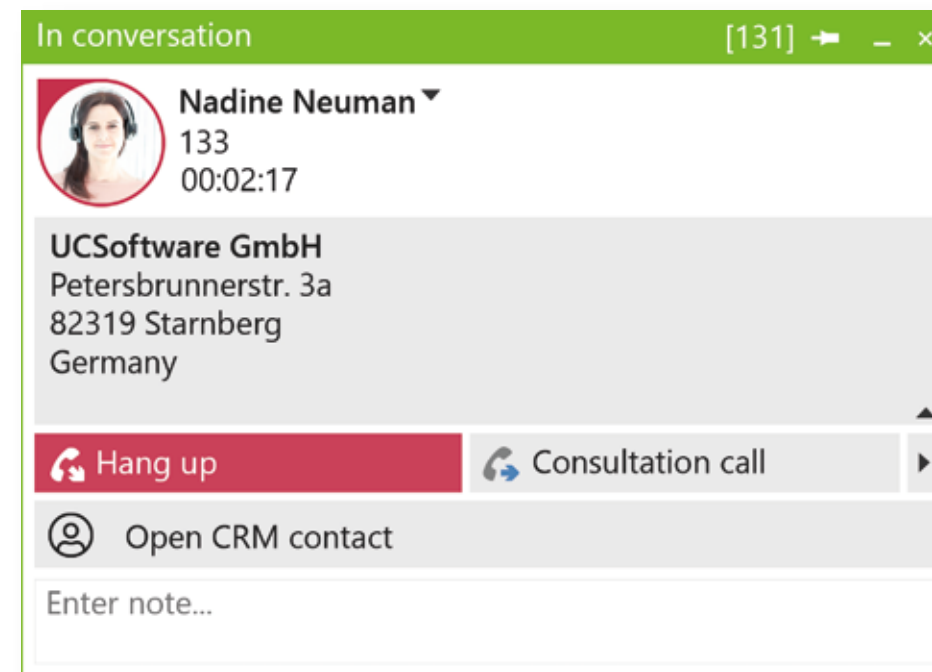 In conversation [131]
Nadine Neuman
133
00:02:17
UCSoftware GmbH
Petersbrunnerstr. 3a
82319 Starnberg
Germany
Hang up Consultation call
Open CRM contact
Enter note...